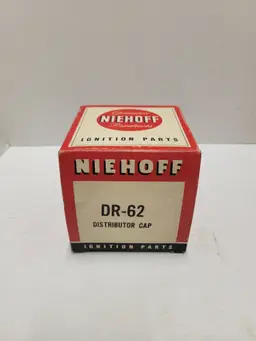 NIEHOFF
IGNITION PARTS
NIEHOFF
DR-62
DISTRIBUTOR CAP
IGNITION PARTS